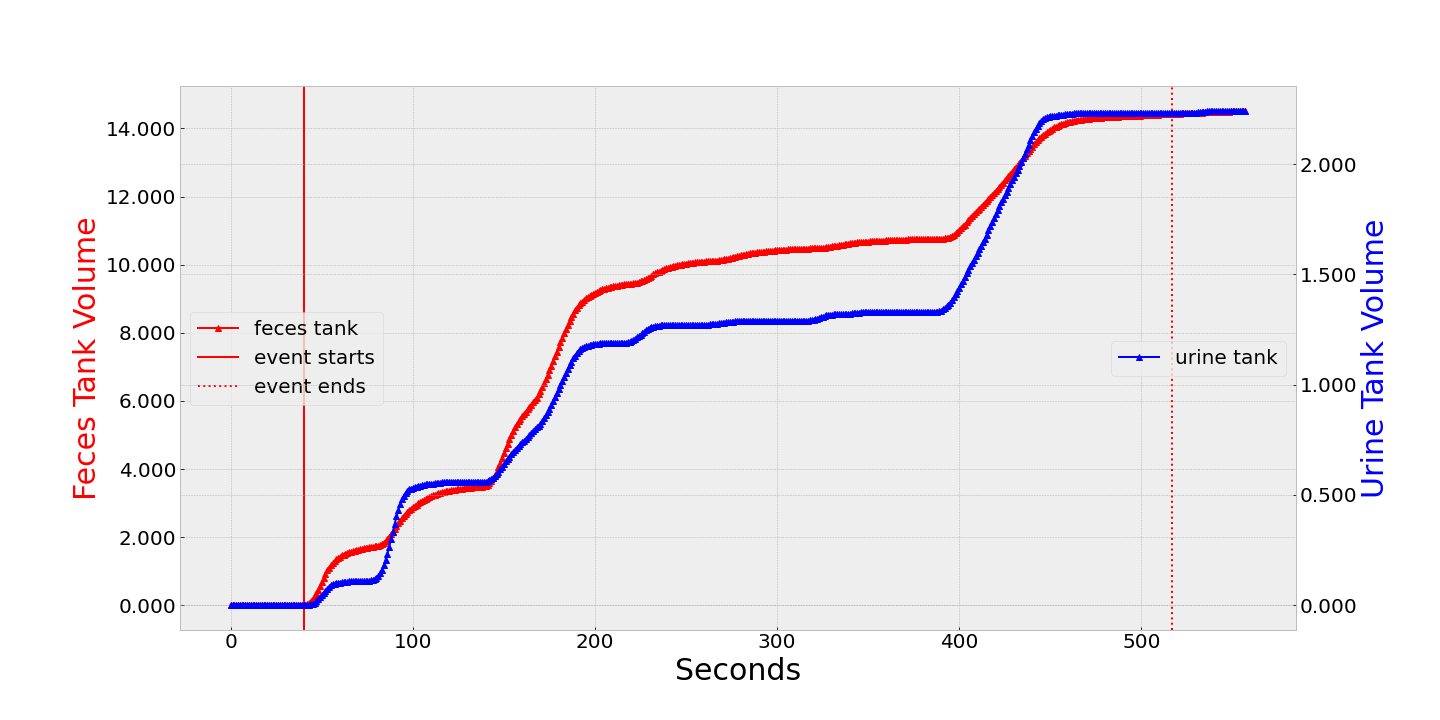 14.000
12.000
10.000
8.000
6.000
4.000
2.000
0.000
Feces Tank Volume
feces tank
event starts
event ends
urine tank
2.000
1.500
1.000
0.500
0.000
Urine Tank Volume
0 100 200 300 400 500
Seconds